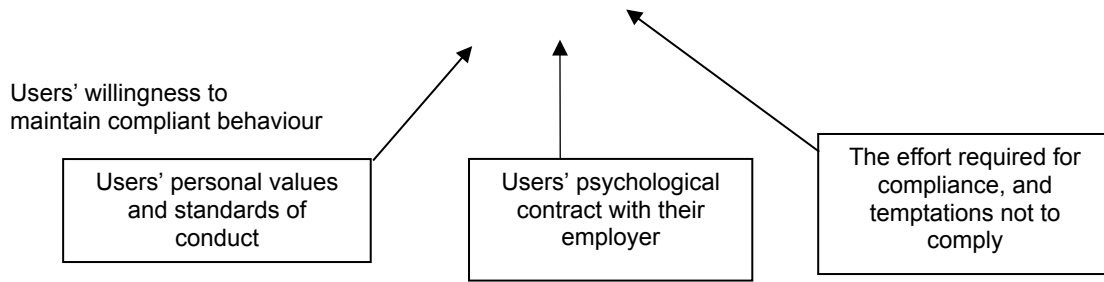 Users’ willingness to
maintain compliant behaviour
Users’ personal values
and standards of
conduct
Users’ psychological
contract with their
employer
The effort required for
compliance, and
temptations not to
comply